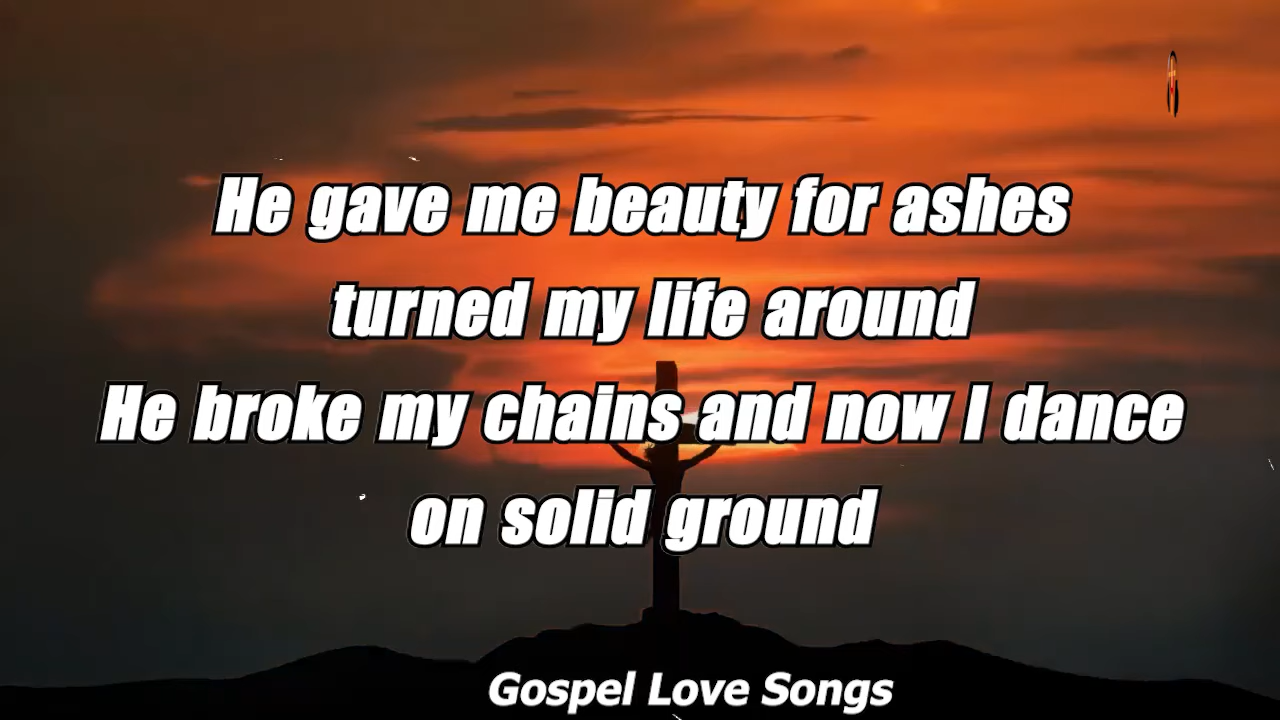 He gave me beauty for ashes
turned my life around
He broke my chains and now I dance
on solid ground
Gospel Love Songs